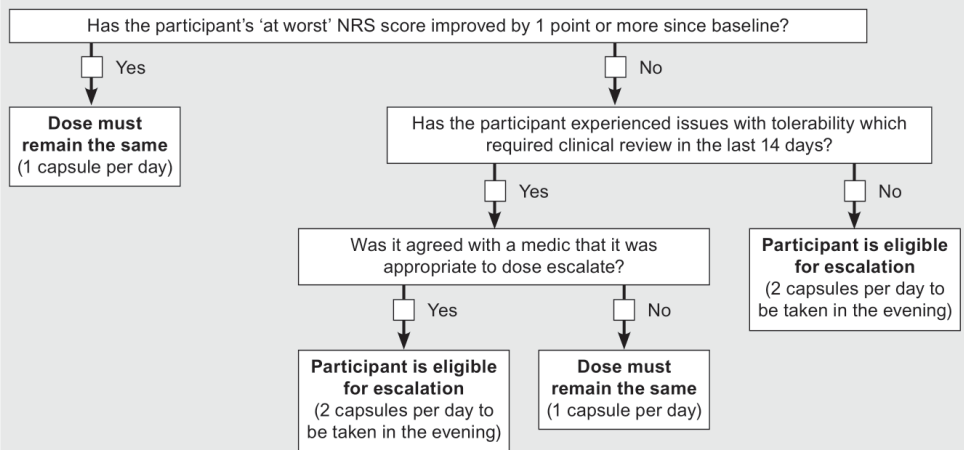 Has the participant's ‘at worst’ NRS score improved by 1 point or more since baseline?
Yes
No
Dose must
remain the same
(1 capsule per day)
Has the participant experienced issues with tolerability which
required clinical review in the last 14 days?
Yes
No
Was it agreed with a medic that it was
appropriate to dose escalate?
Participant is eligible
for escalation
(2 capsules per day to
be taken in the evening)
Yes
No
Participant is eligible
for escalation
(2 capsules per day to
be taken in the evening)
Dose must
remain the same
(1 capsule per day)